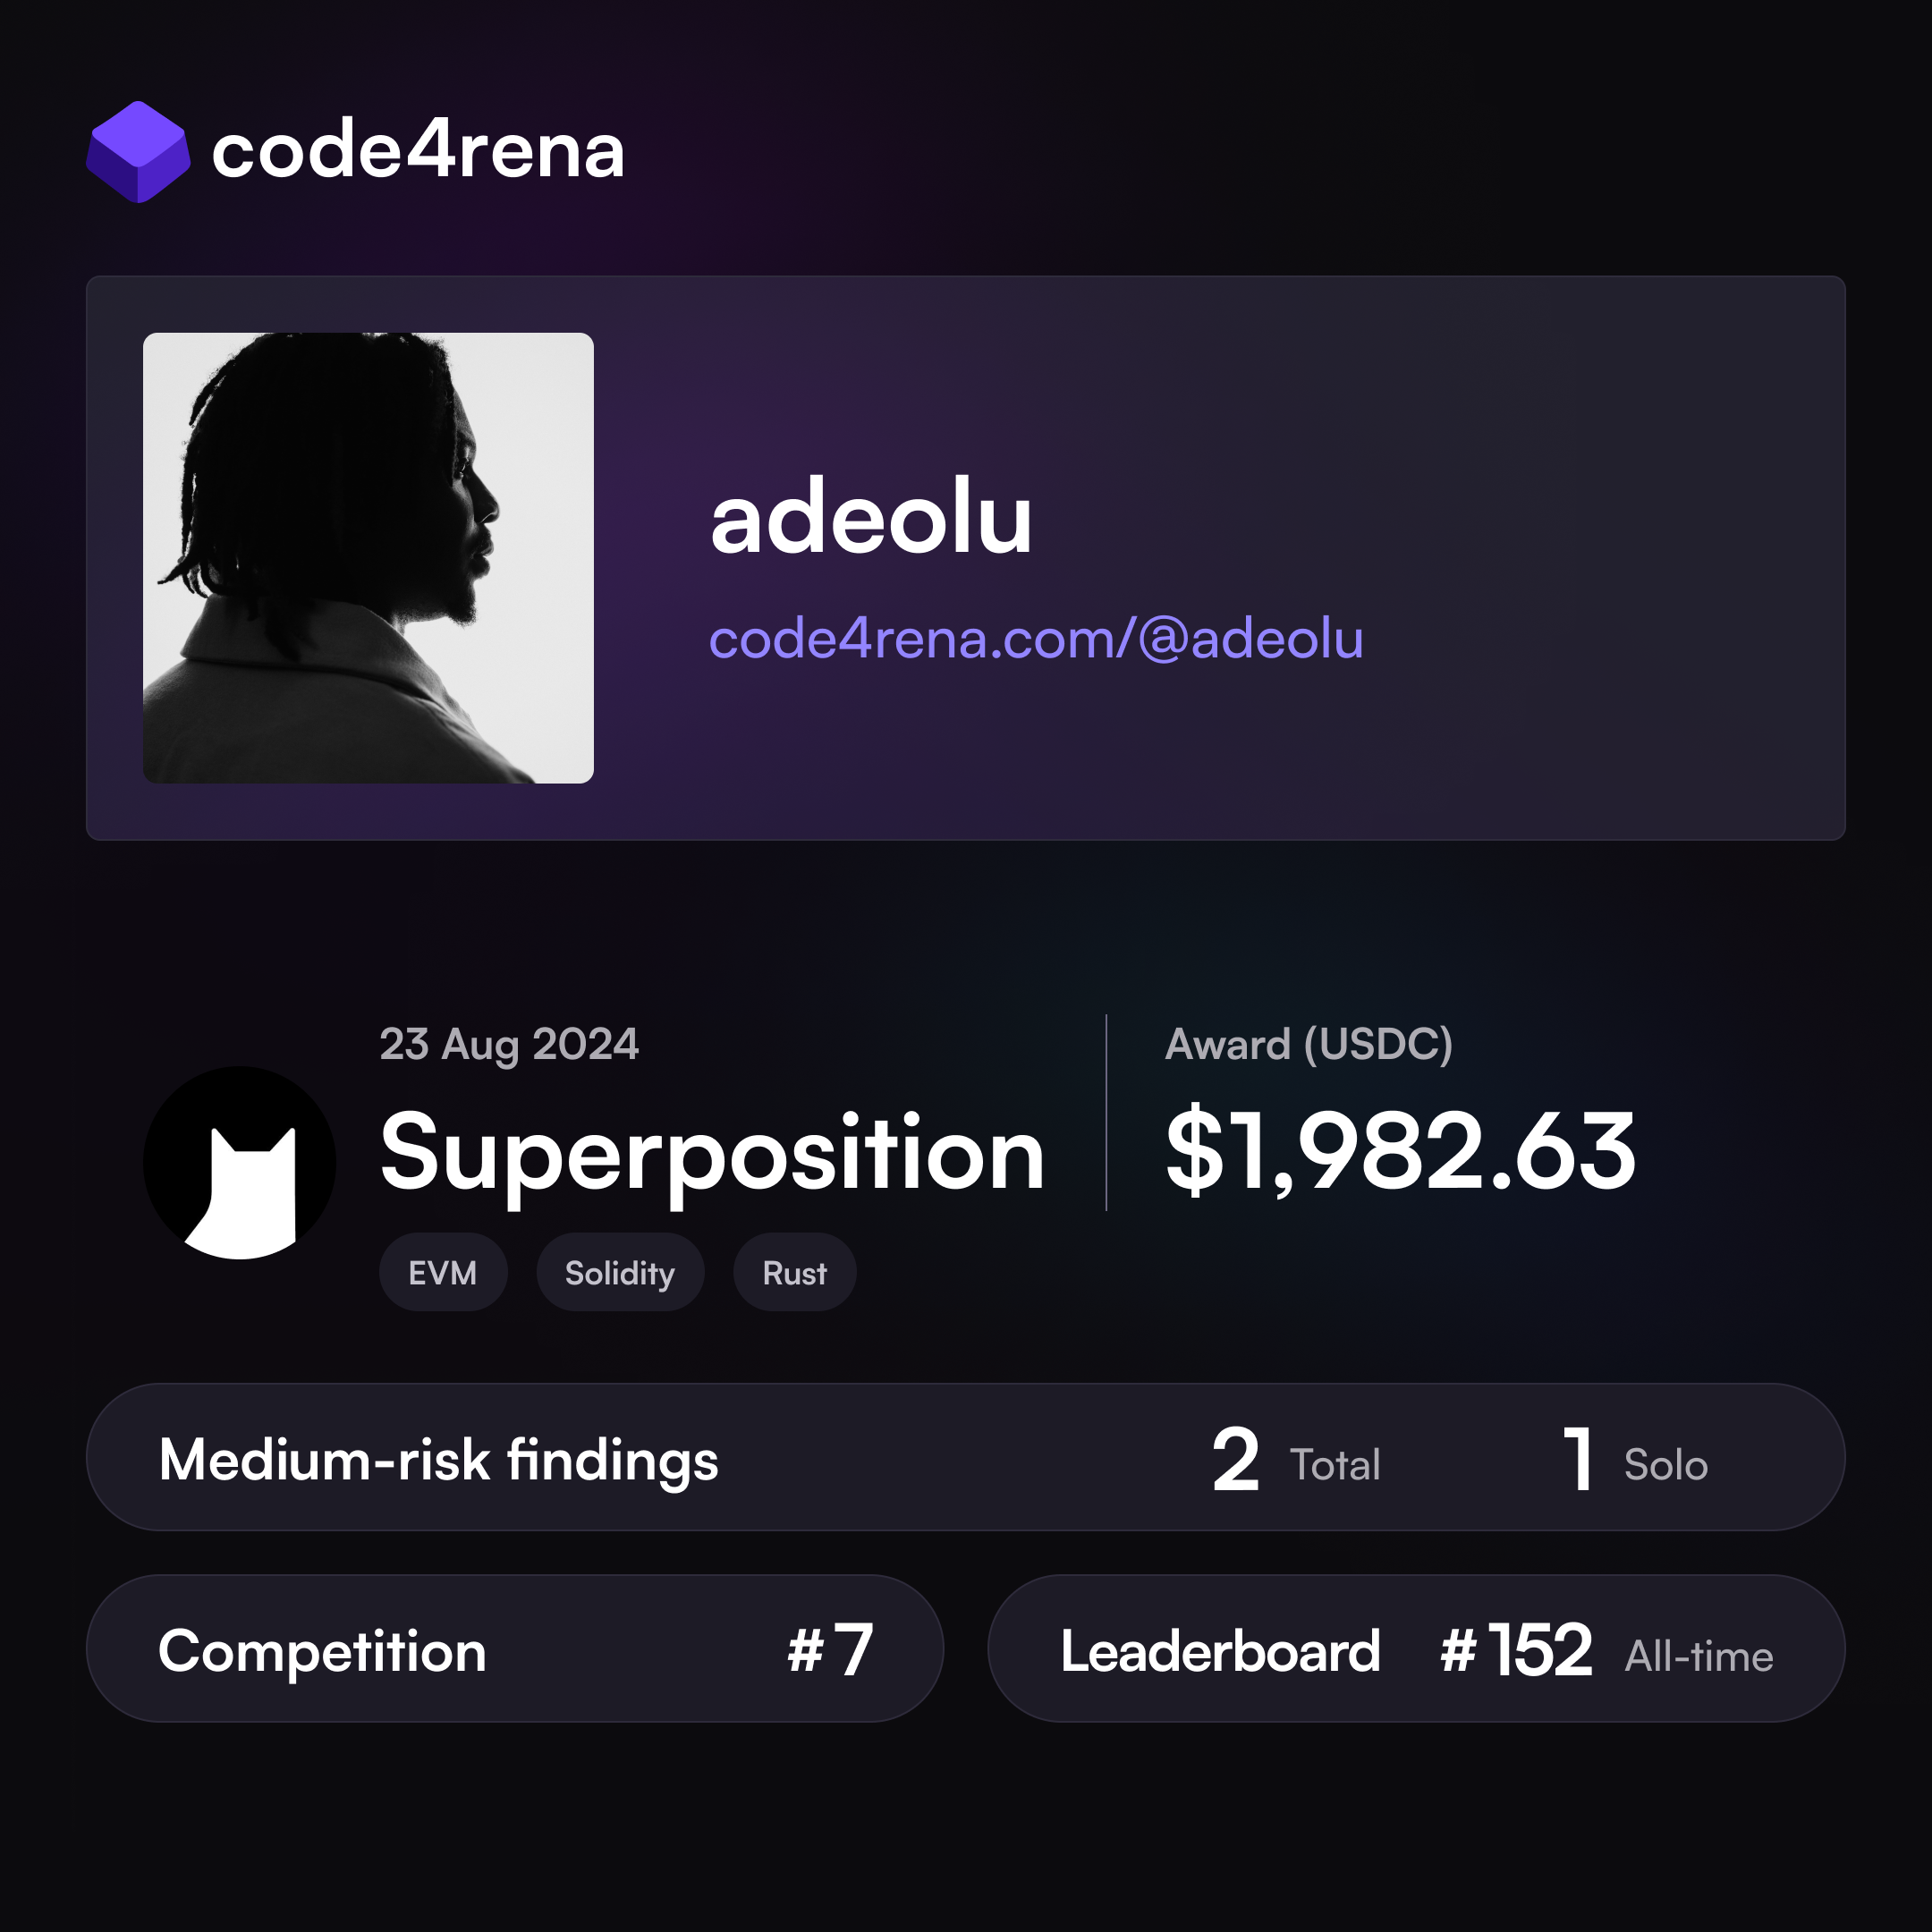 code4rena
adeolu
code4rena.com/@adeolu
23 Aug 2024
Superposition
EVM Solidity Rust
Award (USDC)
$1,982.63
Medium-risk findings 2 Total 1 Solo
Competition #7
Leaderboard #152 All-time